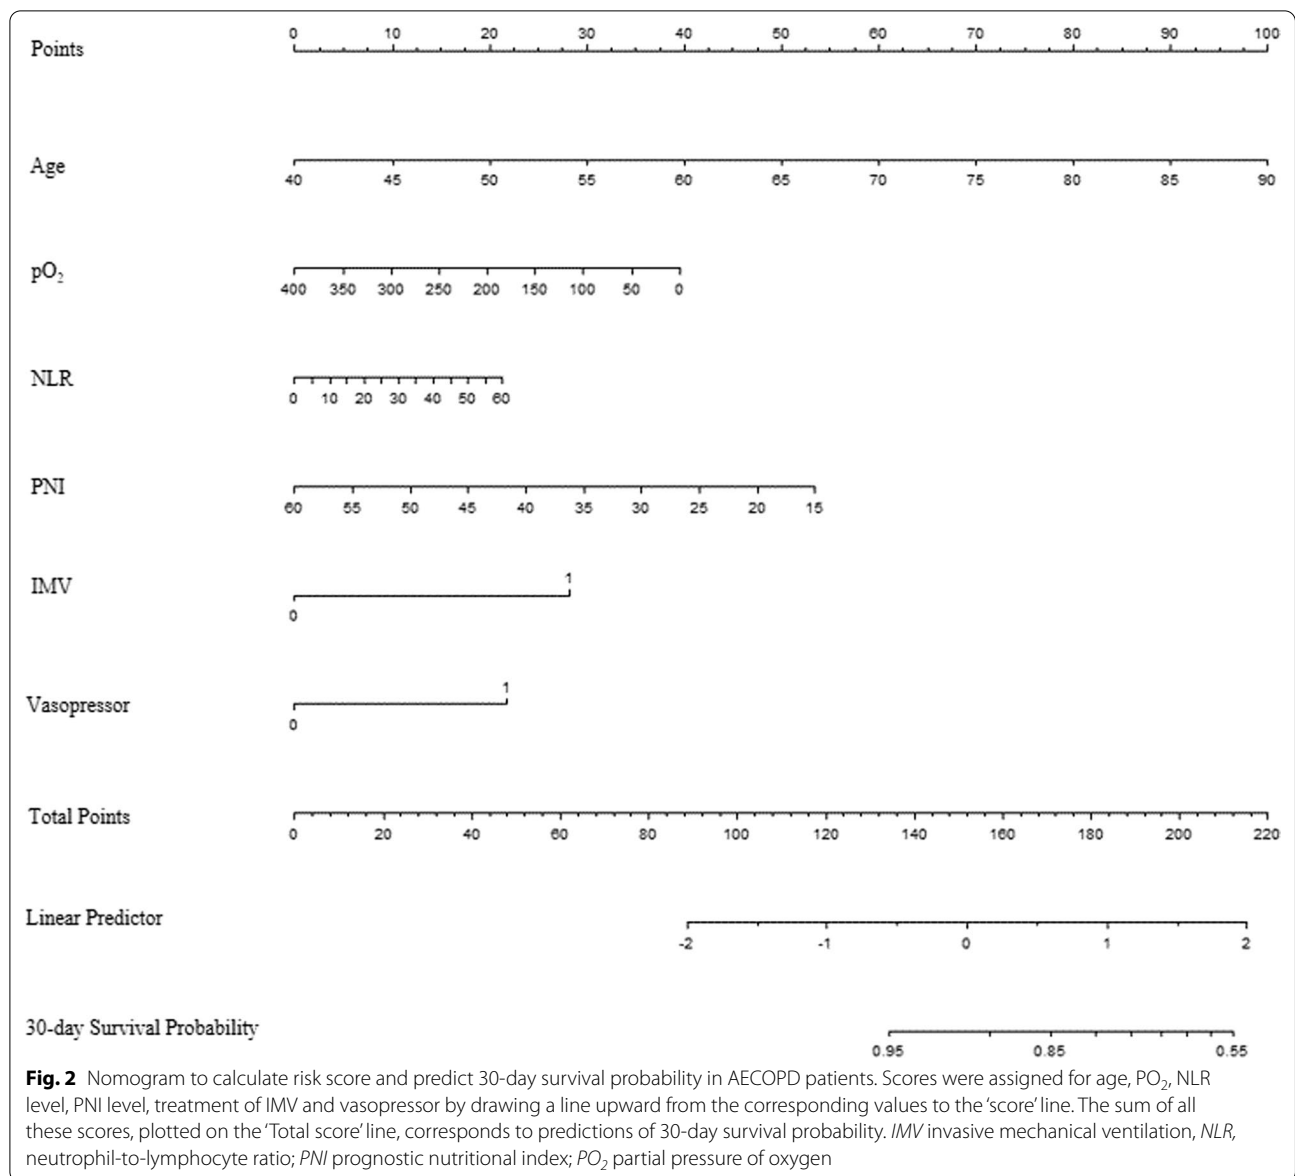 Points 0 10 20 30 40 50 60 70 80 90 100
Age
40 45 50 55 60 65 70 75 80 85 90
pO₂
400 350 300 250 200 150 100 50 0
NLR
0 10 20 30 40 50 60
PNI
60 55 50 45 40 35 30 25 20 15
1
IMV
0
1
Vasopressor
0
Total Points
0 20 40 60 80 100 120 140 160 180 200 220
Linear Predictor
-2 -1 0 1 2
30-day Survival Probability
0.95 0.85 0.55
Fig. 2 Nomogram to calculate risk score and predict 30-day survival probability in AECOPD patients. Scores were assigned for age, PO₂, NLR
level, PNI level, treatment of IMV and vasopressor by drawing a line upward from the corresponding values to the ‘score’ line. The sum of all
these scores, plotted on the ‘Total score’ line, corresponds to predictions of 30-day survival probability. IMV invasive mechanical ventilation, NLR,
neutrophil-to-lymphocyte ratio; PNI prognostic nutritional index; PO₂ partial pressure of oxygen